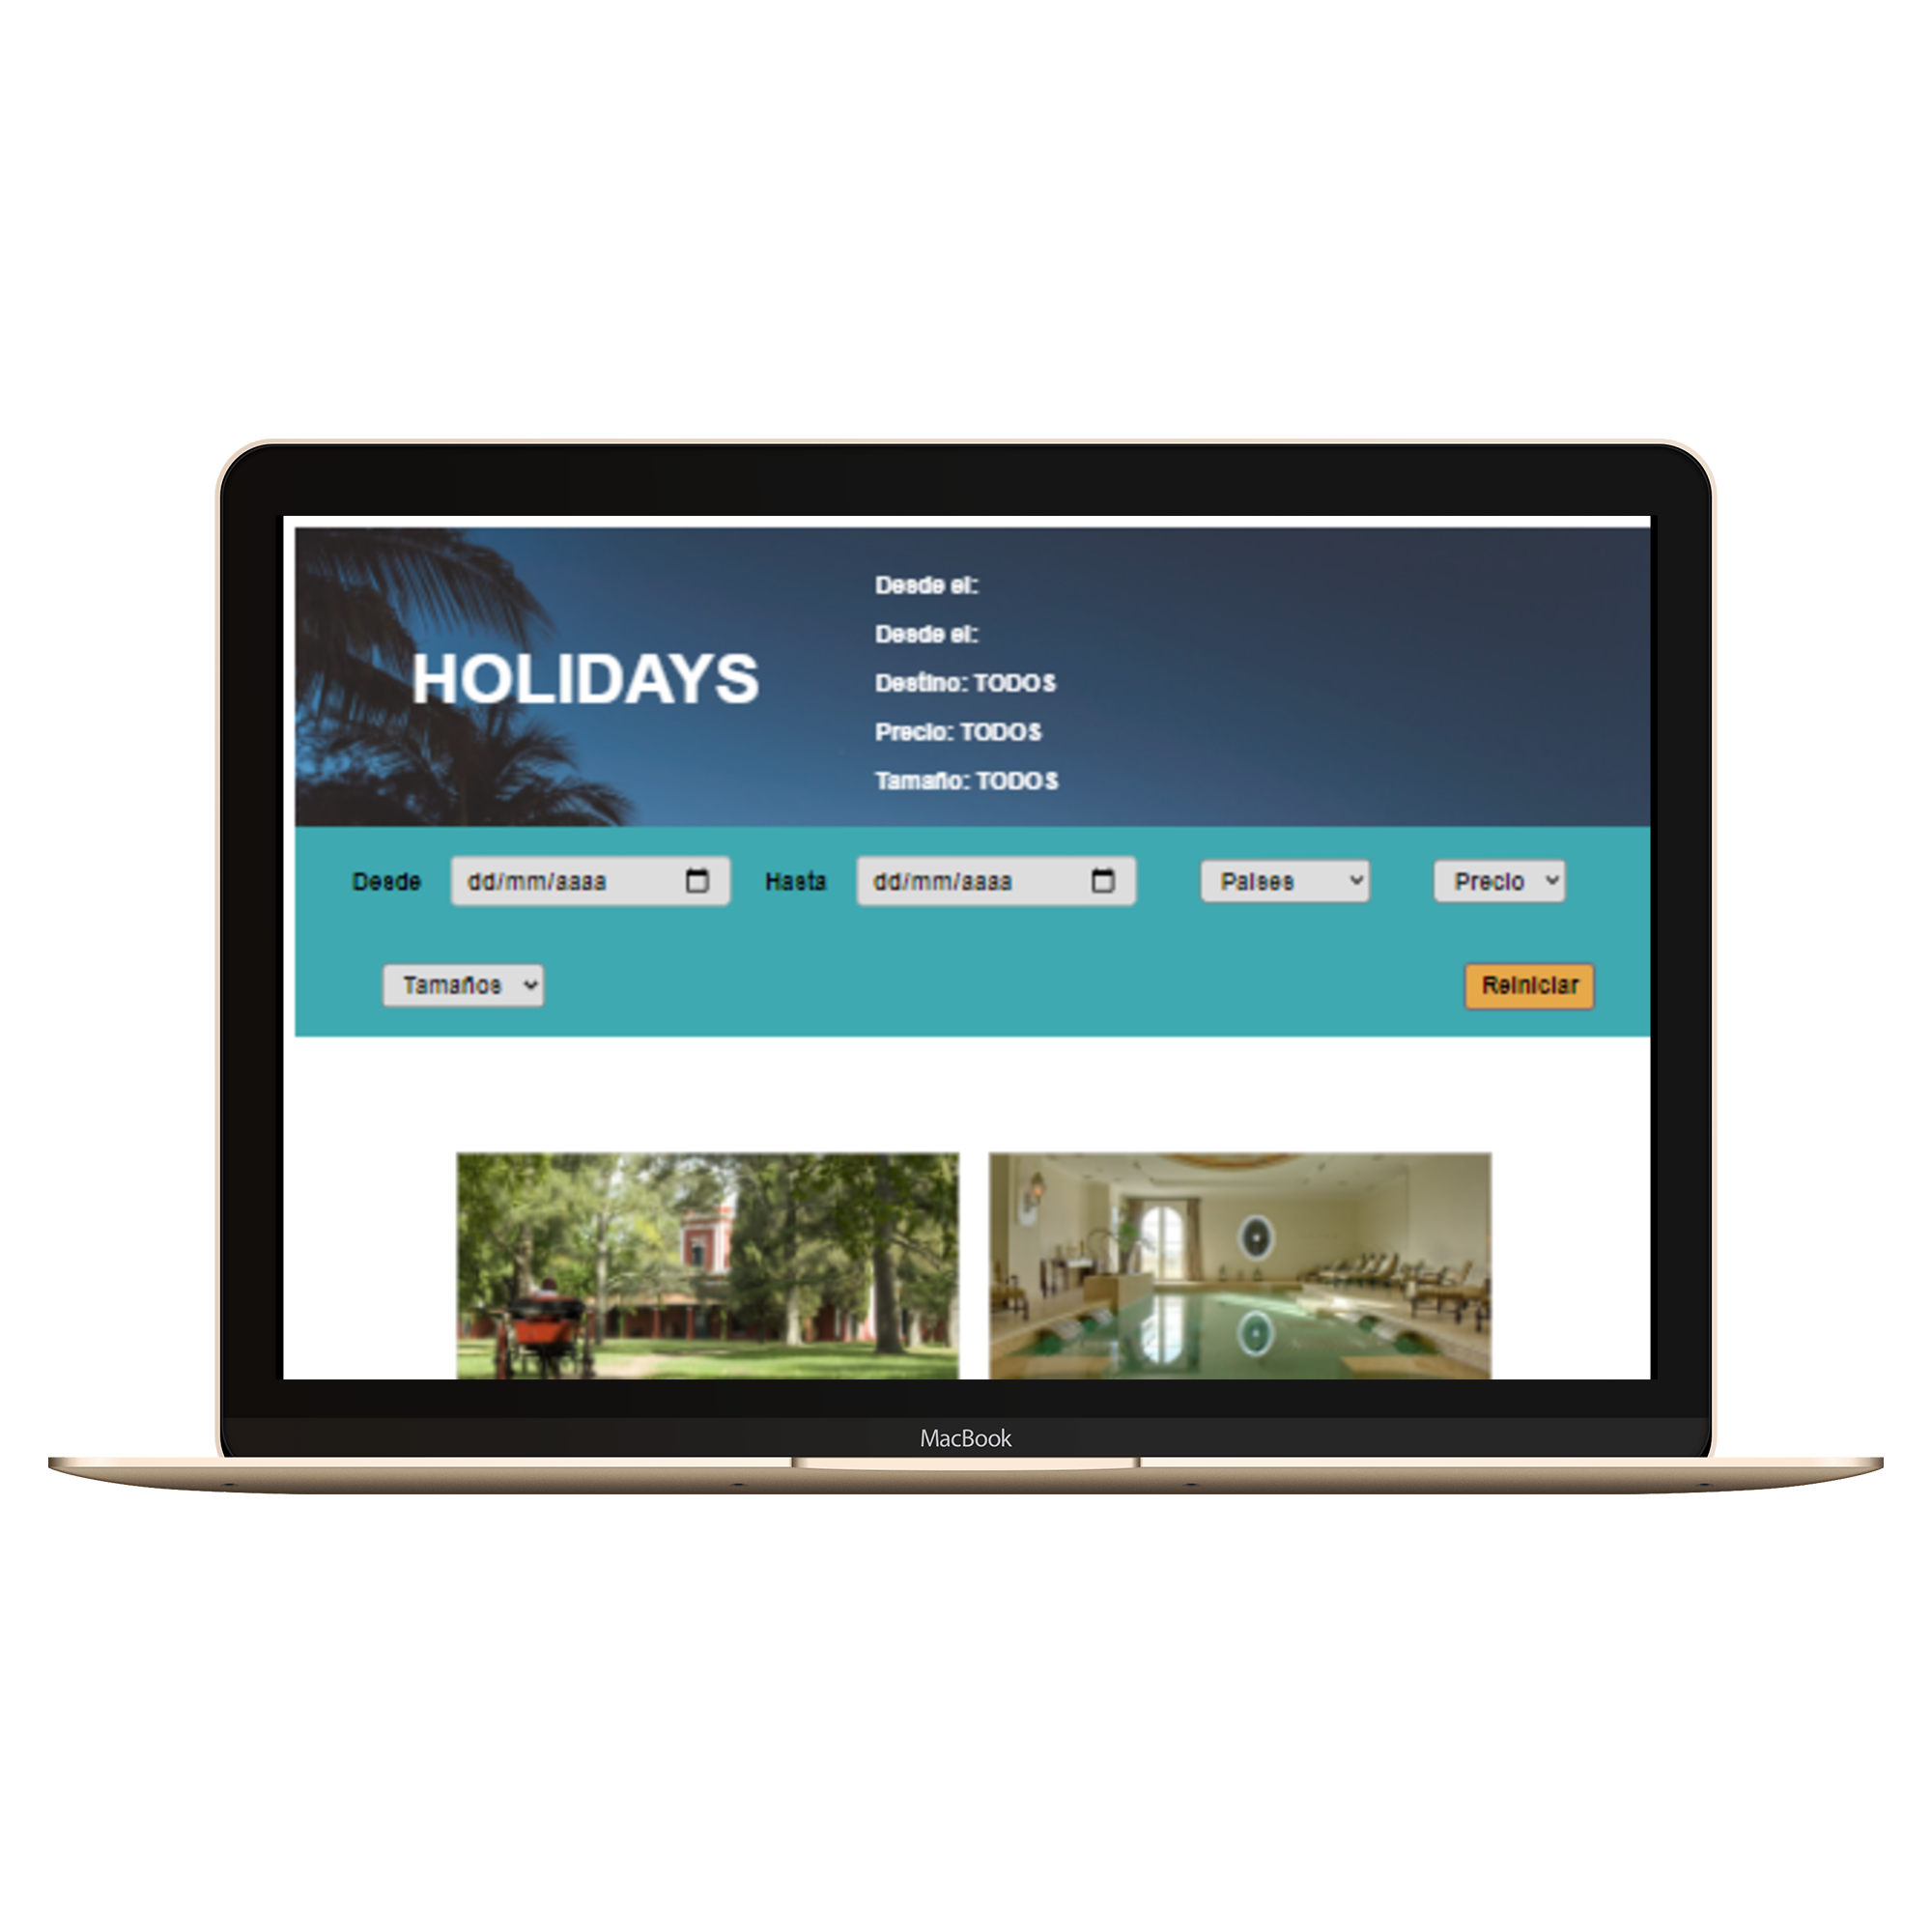 HOLIDAYS
Desde el:
Desde el:
Destino: TODOS
Precio: TODOS
Tamaño: TODOS
Desde dd/mm/aaaa Hasta dd/mm/aaaa Paises Precio
Tamaños Reiniciar
MacBook